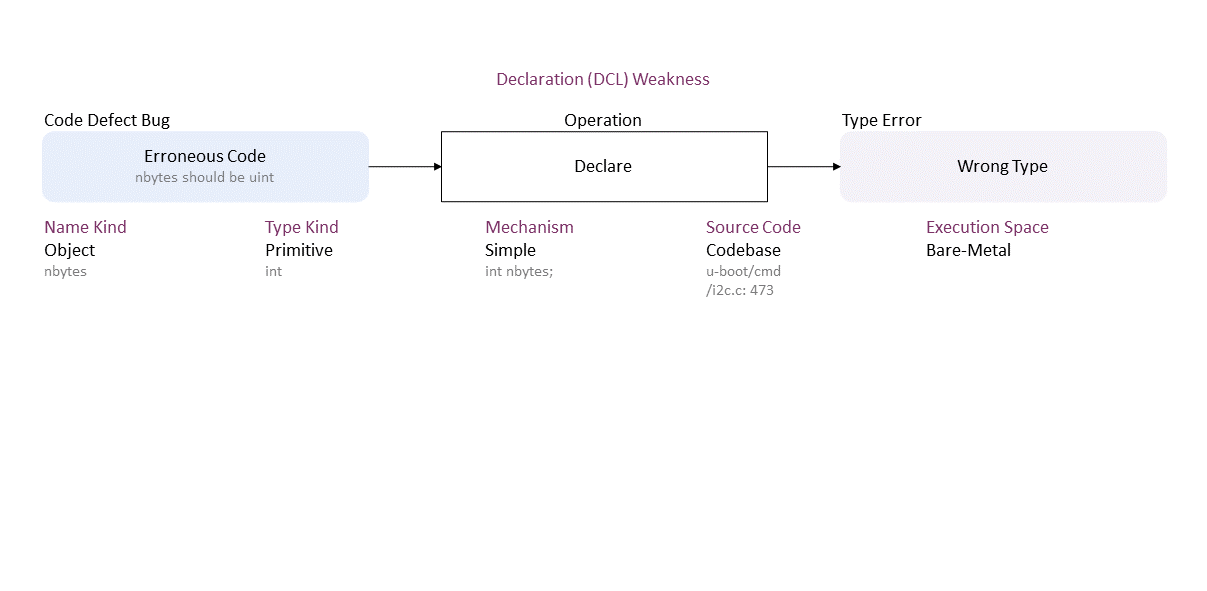 Declaration (DCL) Weakness
Code Defect Bug
Operation
Type Error
Erroneous Code
nbytes should be uint
Declare
Wrong Type
Name Kind
Object
nbytes
Type Kind
Primitive
int
Mechanism
Simple
int nbytes;
Source Code
Codebase
u-boot/cmd
/i2c.c: 473
Execution Space
Bare-Metal